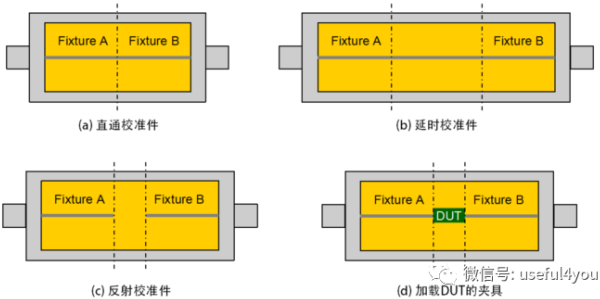 Fixture A Fixture B
(a) 直通校准件
Fixture A Fixture B
(b) 延时校准件
Fixture A Fixture B
(c) 反射校准件
Fixture A Fixture B
DUT
(d) 加载DUT的夹具
微信号: useful4you